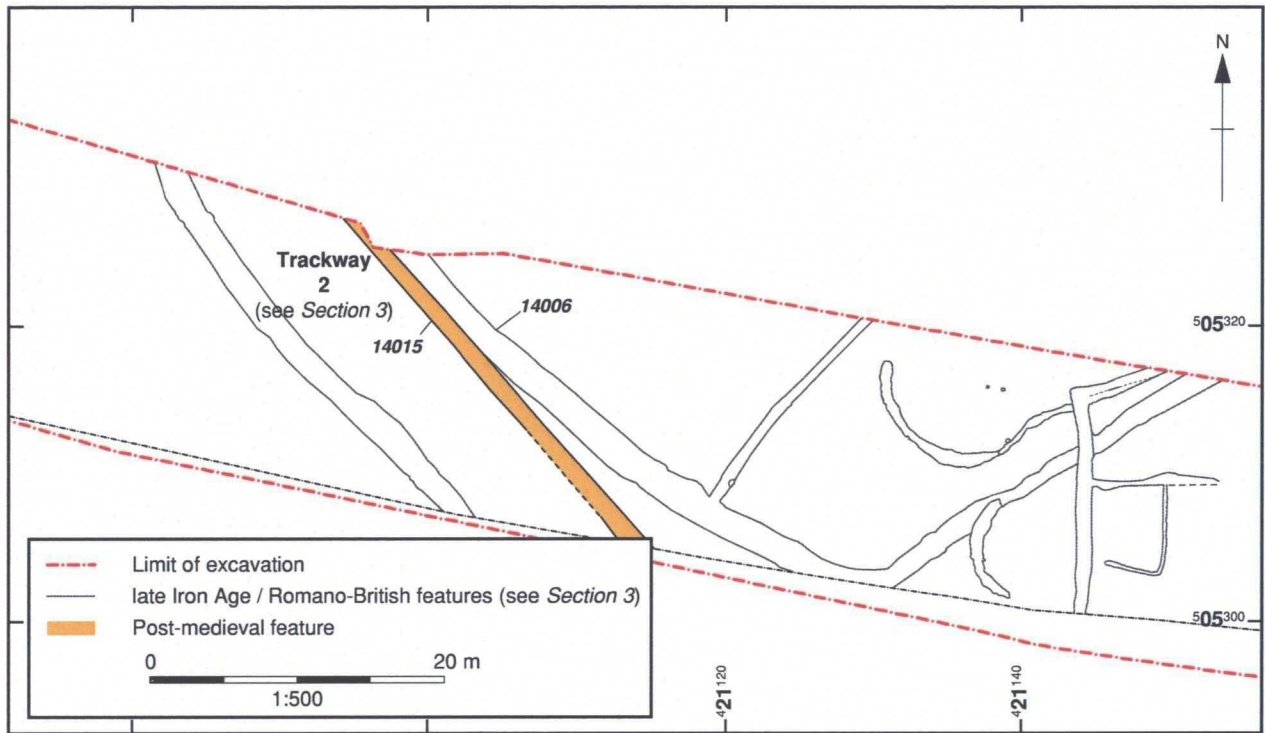 N
Trackway
2
(see Section 3)
14006
14015
⁵05³²⁰
Limit of excavation
late Iron Age / Romano-British features (see Section 3)
Post-medieval feature
0 20 m
1:500
⁵05³⁰⁰
⁴21¹²⁰
⁴21¹⁴⁰